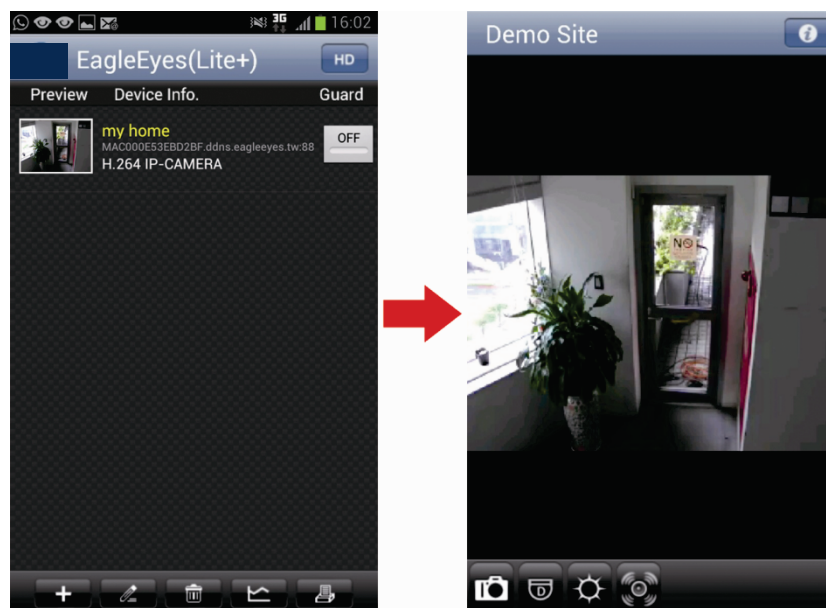 3G 16:02
EagleEyes(Lite+) HD
Preview Device Info. Guard
my home
MAC000E53EBD2BF.ddns.eagleeyes.tw:88
H.264 IP-CAMERA
OFF
Demo Site
i
NO
D